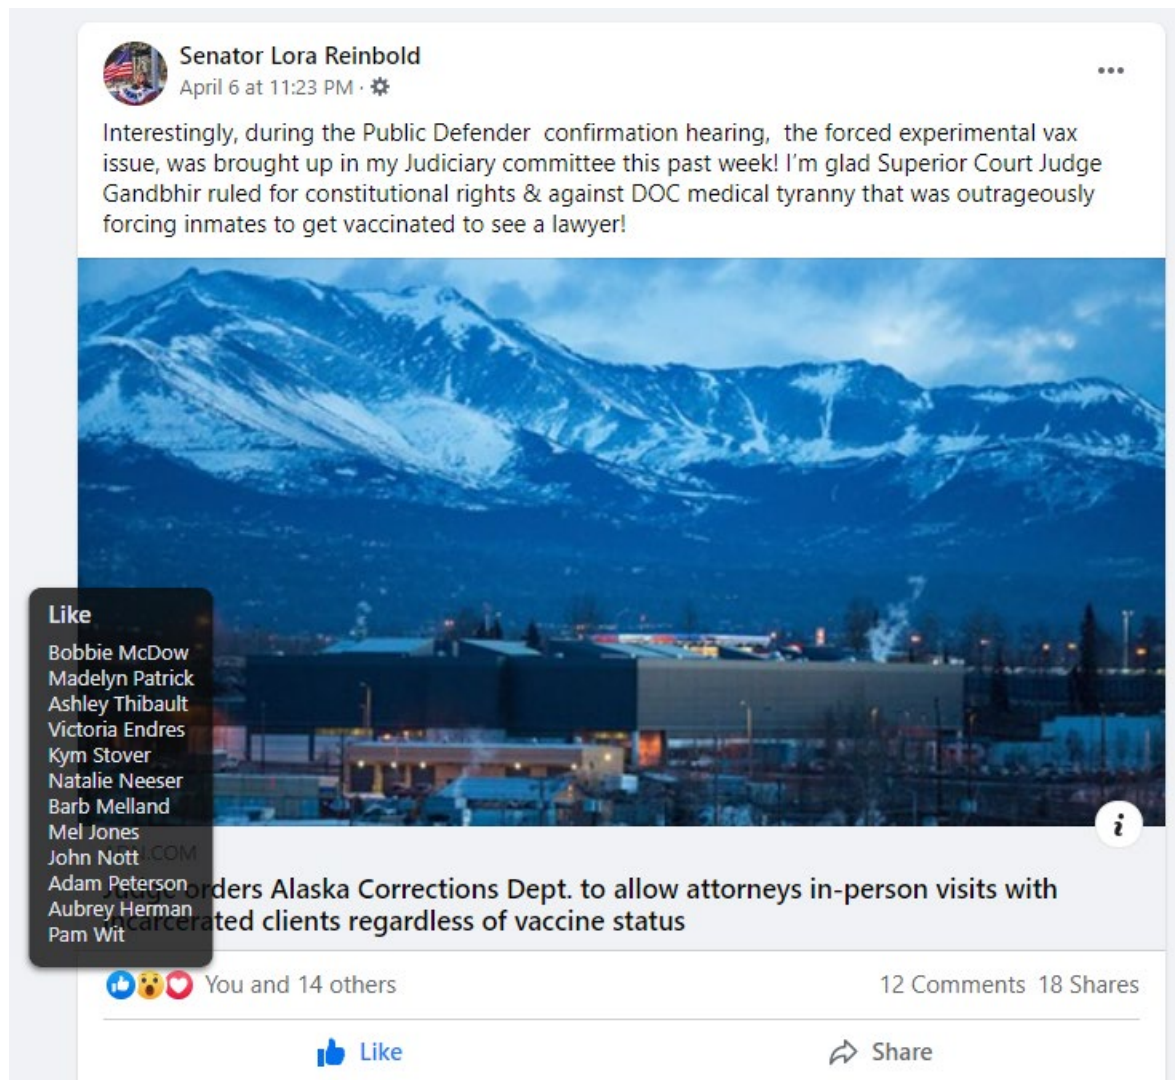 Senator Lora Reinbold
April 6 at 11:23 PM ·
Interestingly, during the Public Defender confirmation hearing, the forced experimental vax
issue, was brought up in my Judiciary committee this past week! I'm glad Superior Court Judge
Gandbhir ruled for constitutional rights & against DOC medical tyranny that was outrageously
forcing inmates to get vaccinated to see a lawyer!
Like
Bobbie McDow
Madelyn Patrick
Ashley Thibault
Victoria Endres
Kym Stover
Natalie Neeser
Barb Melland
Mel Jones
John Nott
Adam Peterson
Aubrey Herman
Pam Wit
ADN.COM
Judge orders Alaska Corrections Dept. to allow attorneys in-person visits with
incarcerated clients regardless of vaccine status
You and 14 others
12 Comments 18 Shares
Like
Share